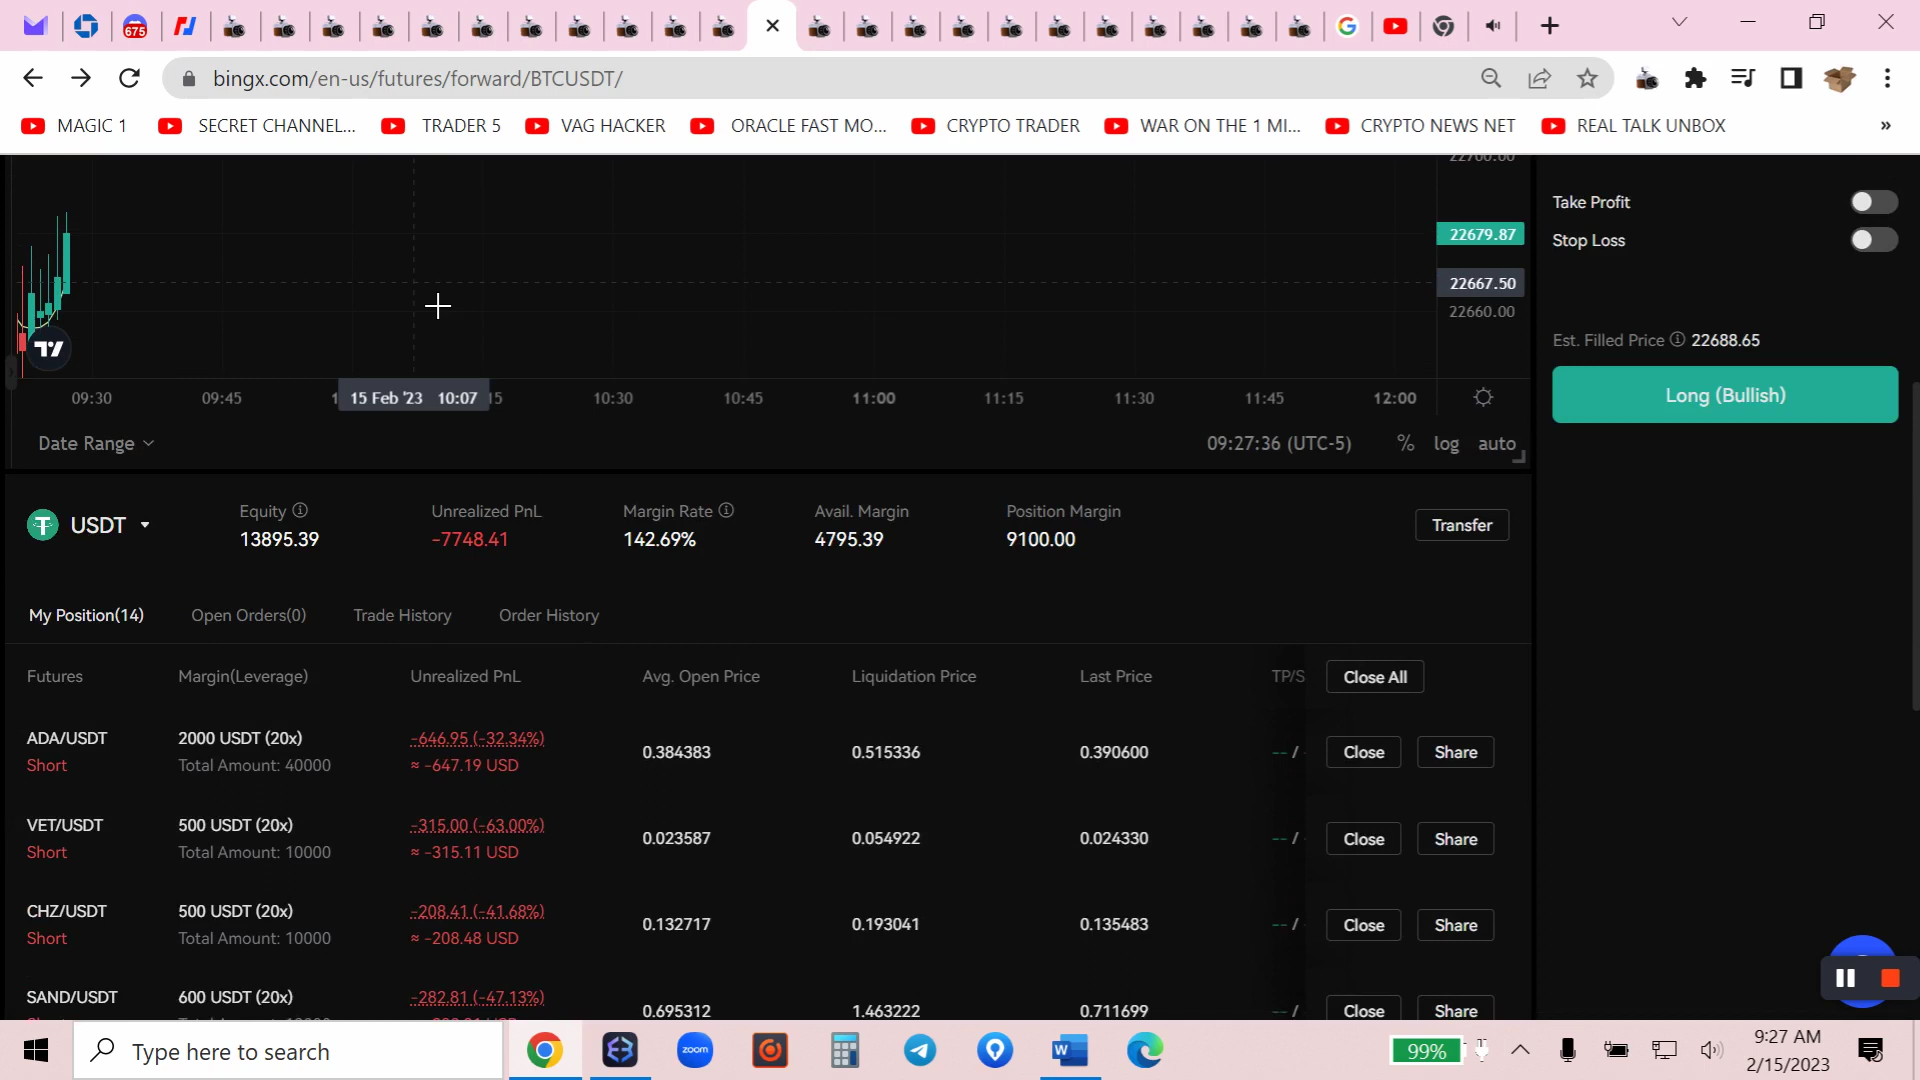 675
bingx.com/en-us/futures/forward/BTCUSDT/
MAGIC 1
SECRET CHANNEL...
TRADER 5
VAG HACKER
ORACLE FAST MO...
CRYPTO TRADER
WAR ON THE 1 MI...
CRYPTO NEWS NET
REAL TALK UNBOX
»
22700.00
22679.87
22667.50
22660.00
09:30
09:45
15 Feb '23 10:07
10:30
10:45
11:00
11:15
11:30
11:45
12:00
Date Range
09:27:36 (UTC-5)
%
log
auto
Take Profit
Stop Loss
Est. Filled Price 22688.65
Long (Bullish)
USDT
Equity
13895.39
Unrealized PnL
-7748.41
Margin Rate
142.69%
Avail. Margin
4795.39
Position Margin
9100.00
Transfer
My Position(14)
Open Orders(0)
Trade History
Order History
Futures
Margin(Leverage)
Unrealized PnL
Avg. Open Price
Liquidation Price
Last Price
TP/S
Close All
ADA/USDT
Short
2000 USDT (20x)
Total Amount: 40000
-646.95 (-32.34%)
≈ -647.19 USD
0.384383
0.515336
0.390600
-- /
Close
Share
VET/USDT
Short
500 USDT (20x)
Total Amount: 10000
-315.00 (-63.00%)
≈ -315.11 USD
0.023587
0.054922
0.024330
-- /
Close
Share
CHZ/USDT
Short
500 USDT (20x)
Total Amount: 10000
-208.41 (-41.68%)
≈ -208.48 USD
0.132717
0.193041
0.135483
-- /
Close
Share
SAND/USDT
600 USDT (20x)
-282.81 (-47.13%)
0.695312
1.463222
0.711699
-- /
Close
Share
Type here to search
zoom
99%
9:27 AM
2/15/2023